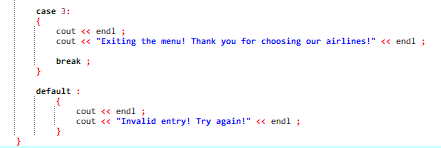 case 3:
{
cout << endl ;
cout << "Exiting the menu! Thank you for choosing our airlines!" << endl ;
break ;
}
default :
{
cout << endl ;
cout << "Invalid entry! Try again!" << endl ;
}
}